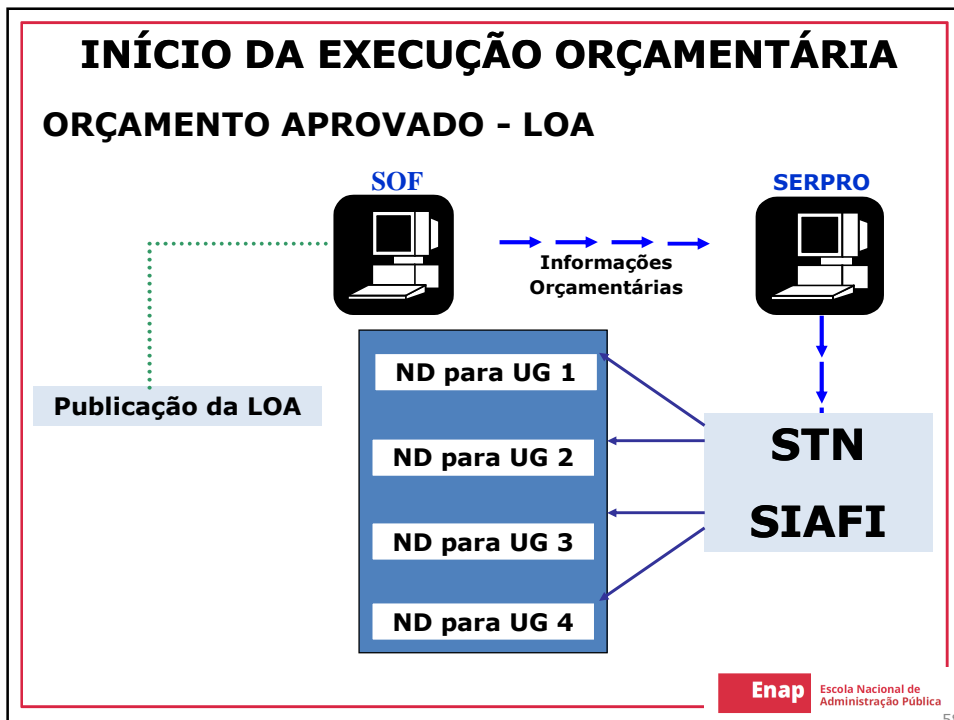 INÍCIO DA EXECUÇÃO ORÇAMENTÁRIA
ORÇAMENTO APROVADO - LOA
SOF
SERPRO
Informações
Orçamentárias
Publicação da LOA
ND para UG 1
ND para UG 2
ND para UG 3
ND para UG 4
STN
SIAFI
Enap
Escola Nacional de
Administração Pública